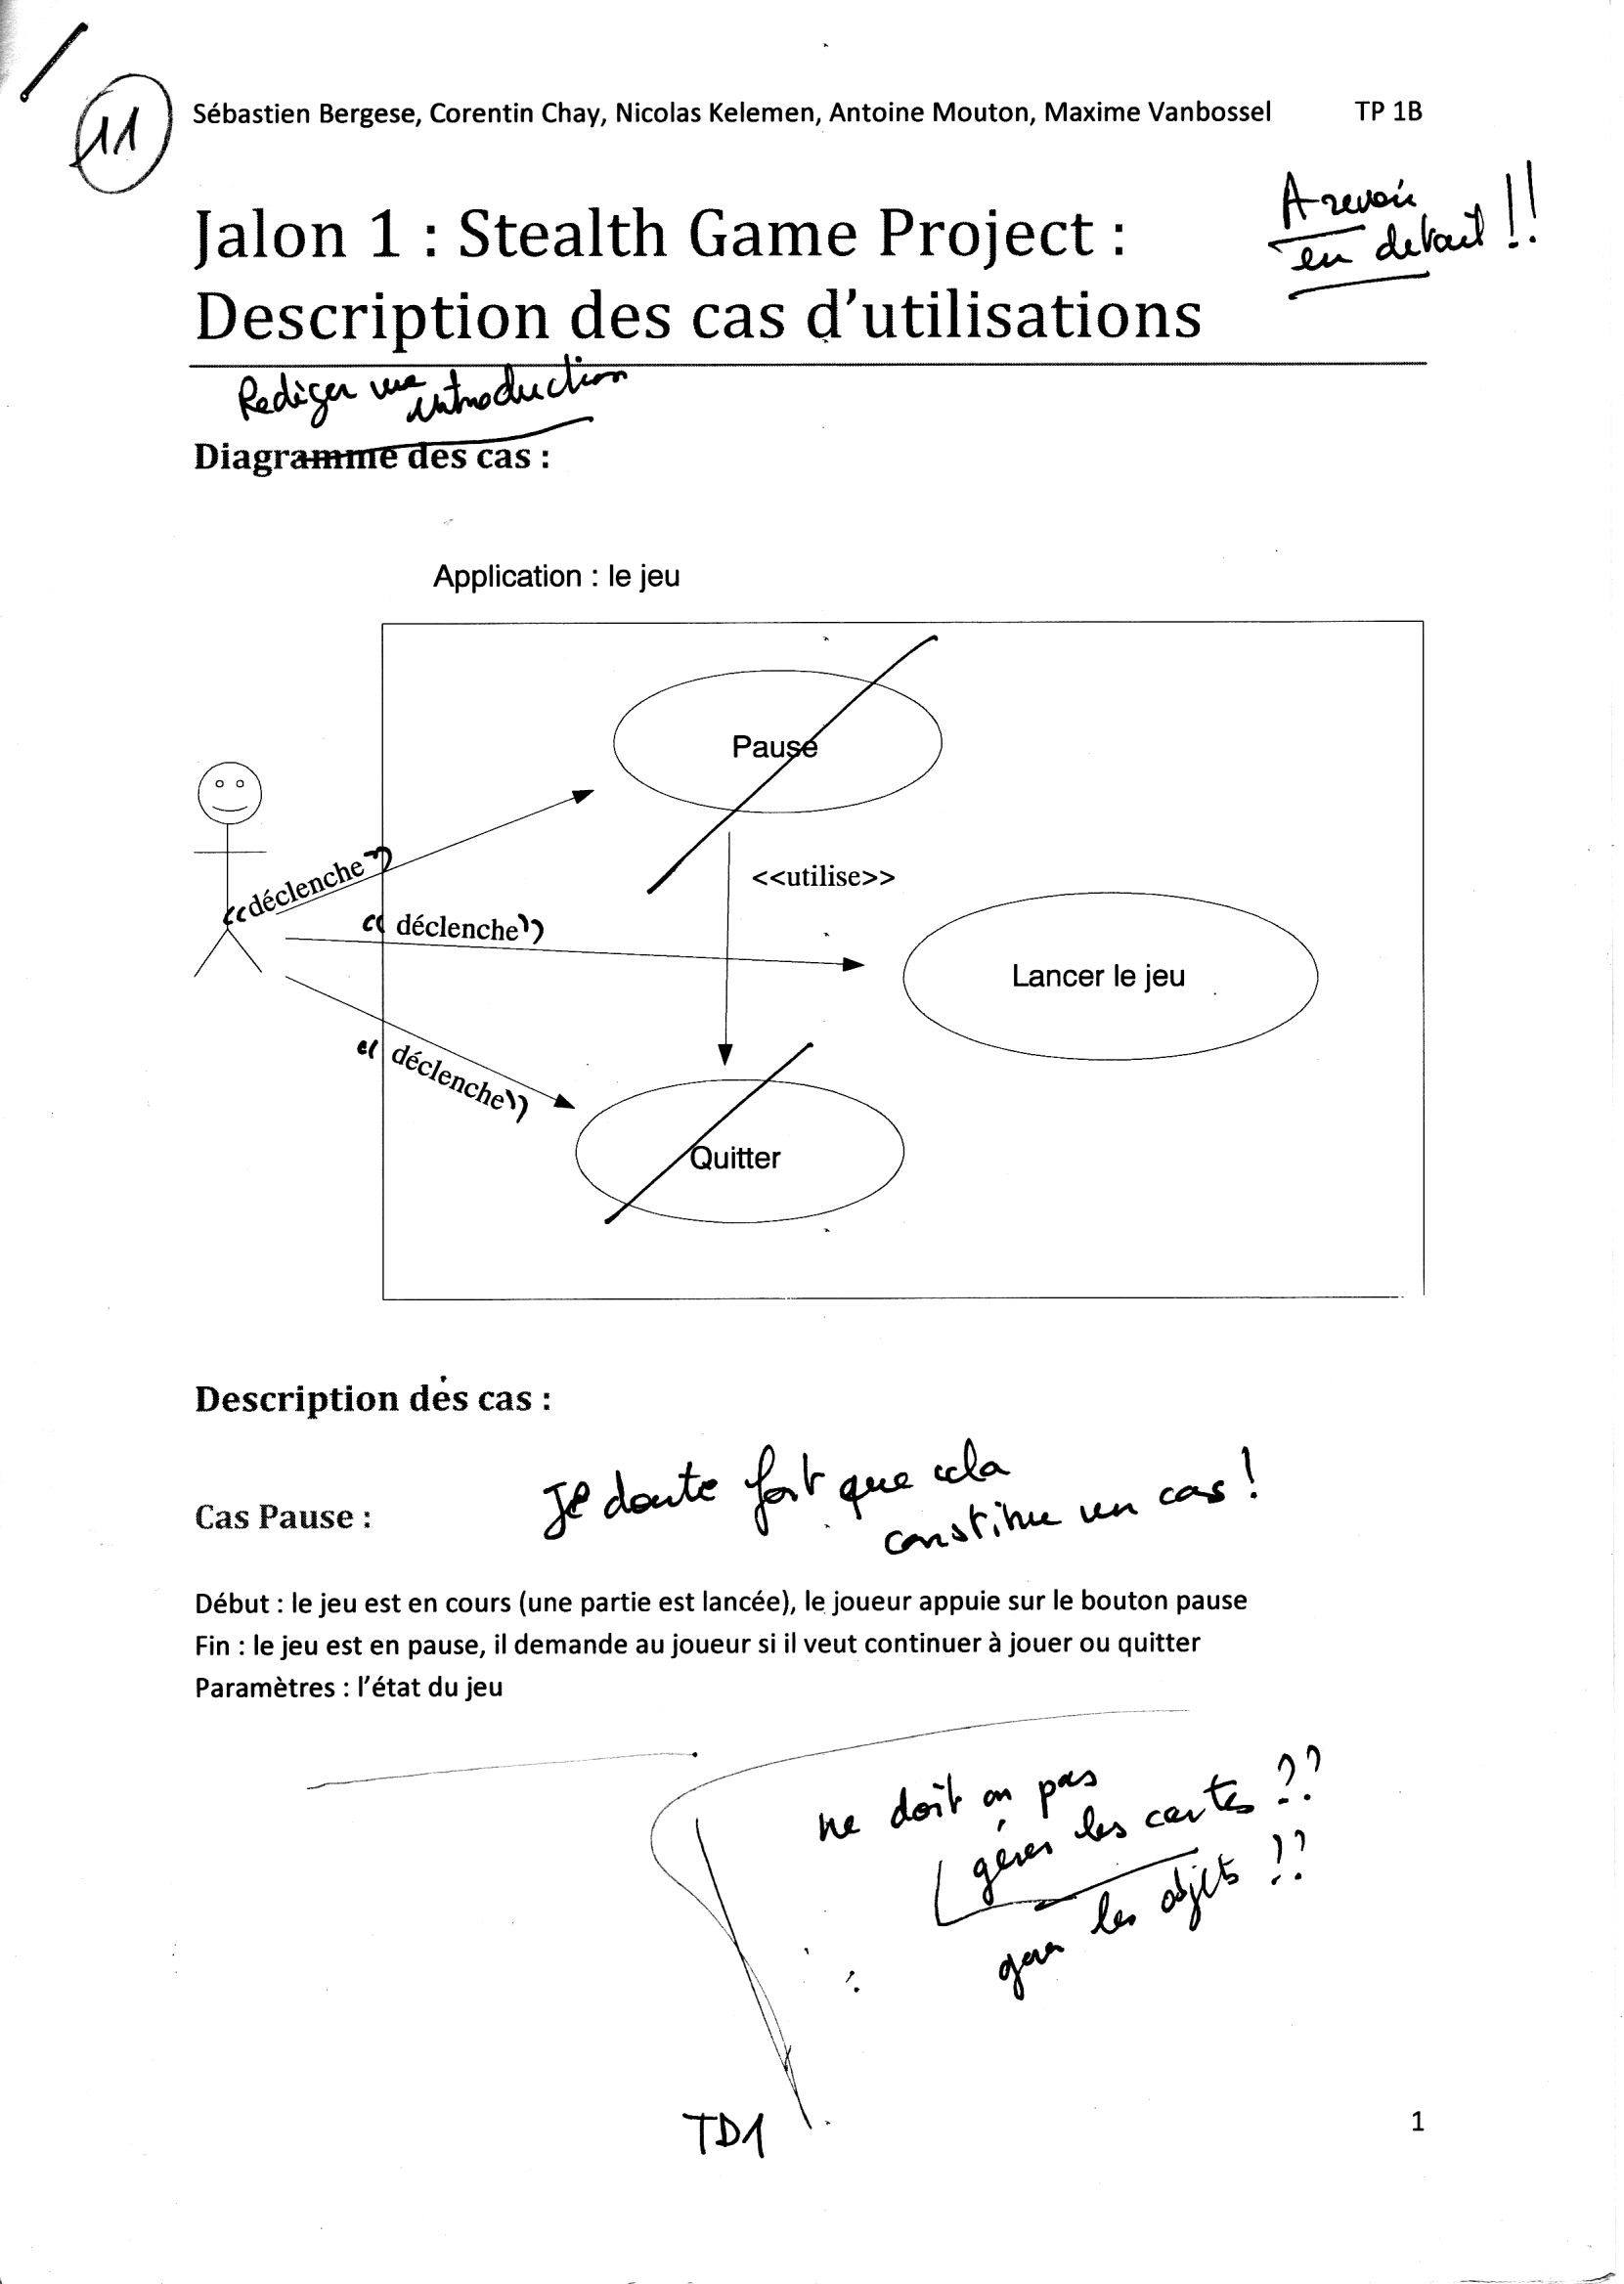 11
Sébastien Bergese, Corentin Chay, Nicolas Kelemen, Antoine Mouton, Maxime Vanbossel TP 1B
A revoir
en detail !!
Jalon 1 : Stealth Game Project :
Description des cas d'utilisations
Rediger une introduction
Diagramme des cas :
Application : le jeu
Pause
<<déclenche>>
<<utilise>>
<<déclenche>>
Lancer le jeu
<<déclenche>>
Quitter
Description des cas :
Je doute fort que cela
constitue un cas !
Cas Pause :
Début : le jeu est en cours (une partie est lancée), le joueur appuie sur le bouton pause
Fin : le jeu est en pause, il demande au joueur si il veut continuer à jouer ou quitter
Paramètres : l'état du jeu
ne doit on pas
gérer les cartes ??
gerer les objets ??
TD1
1